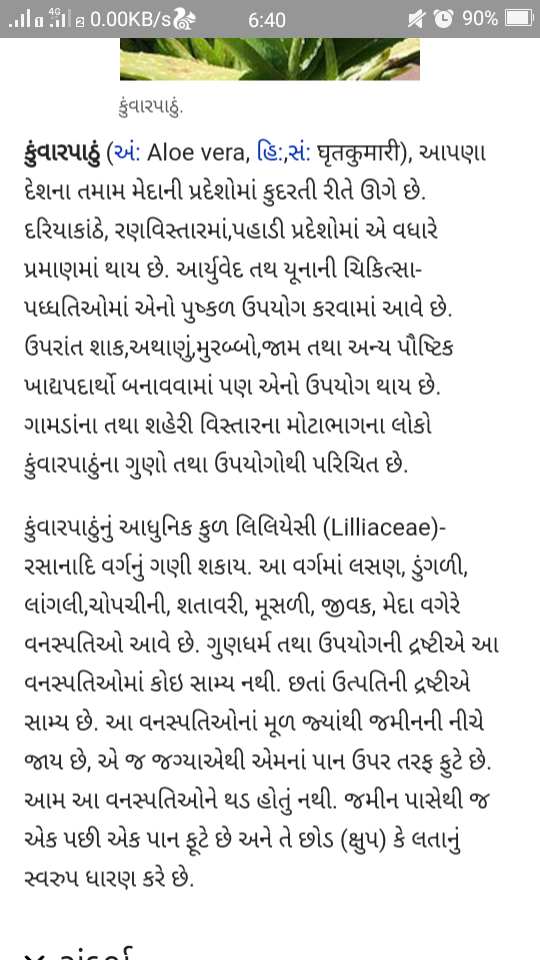 4G 2 0.00KB/s 6:40 90%
કુંવારપાઠું.
કુંવારપાઠું (અં: Aloe vera, હિ:,સં: घृतकुमारी), આપણા
દેશના તમામ મેદાની પ્રદેશોમાં કુદરતી રીતે ઊગે છે.
દરિયાકાંઠે, રણવિસ્તારમાં,પહાડી પ્રદેશોમાં એ વધારે
પ્રમાણમાં થાય છે. આર્યુવેદ તથ યૂનાની ચિકિત્સા-
પધ્ધતિઓમાં એનો પુષ્કળ ઉપયોગ કરવામાં આવે છે.
ઉપરાંત શાક,અથાણું,મુરબ્બો,જામ તથા અન્ય પૌષ્ટિક
ખાદ્યપદાર્થો બનાવવામાં પણ એનો ઉપયોગ થાય છે.
ગામડાંના તથા શહેરી વિસ્તારના મોટાભાગના લોકો
કુંવારપાઠુંના ગુણો તથા ઉપયોગોથી પરિચિત છે.
કુંવારપાઠુંનું આધુનિક કુળ લિલિયેસી (Lilliaceae)-
રસાનાદિ વર્ગનું ગણી શકાય. આ વર્ગમાં લસણ, ડુંગળી,
લાંગલી,ચોપચીની, શતાવરી, મૂસળી, જીવક, મેદા વગેરે
વનસ્પતિઓ આવે છે. ગુણધર્મ તથા ઉપયોગની દ્રષ્ટીએ આ
વનસ્પતિઓમાં કોઇ સામ્ય નથી. છતાં ઉત્પતિની દ્રષ્ટીએ
સામ્ય છે. આ વનસ્પતિઓનાં મૂળ જ્યાંથી જમીનની નીચે
જાય છે, એ જ જગ્યાએથી એમનાં પાન ઉપર તરફ ફુટે છે.
આમ આ વનસ્પતિઓને થડ હોતું નથી. જમીન પાસેથી જ
એક પછી એક પાન ફૂટે છે અને તે છોડ (ક્ષુપ) કે લતાનું
સ્વરુપ ધારણ કરે છે.